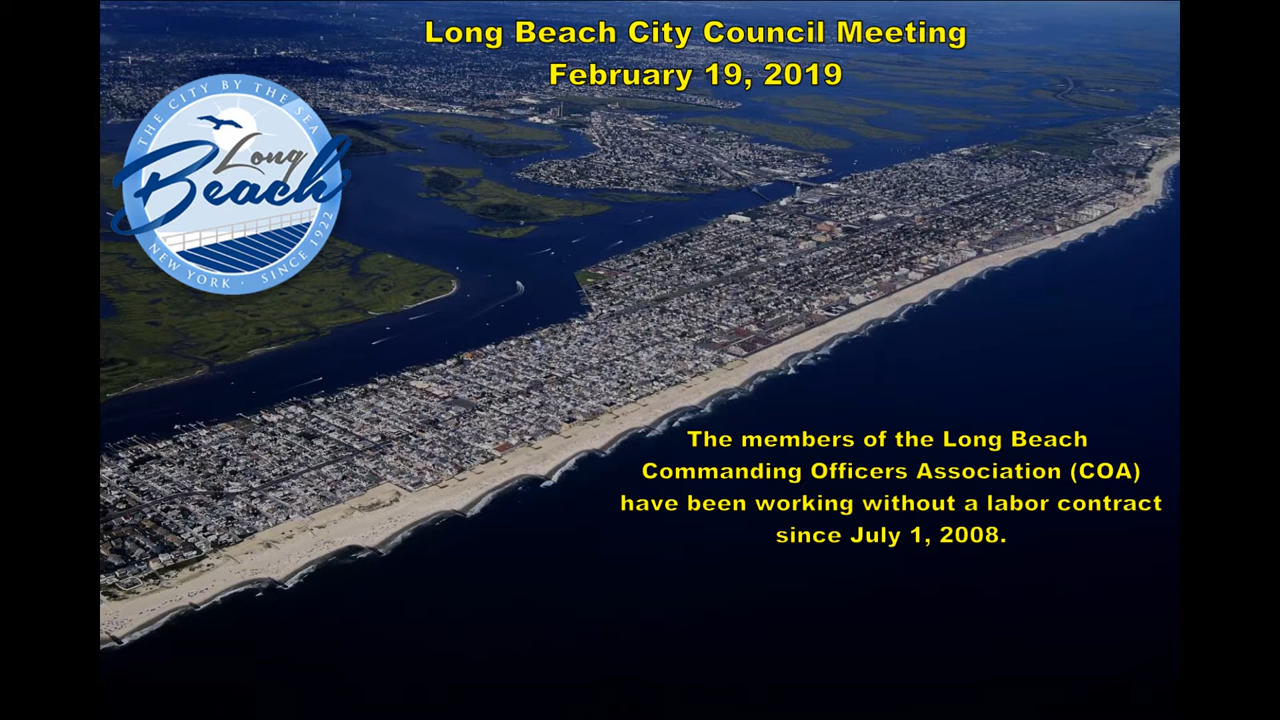 Long Beach City Council Meeting
February 19, 2019
THE CITY BY THE SEA
Long
Beach
NEW YORK · SINCE 1922
The members of the Long Beach
Commanding Officers Association (COA)
have been working without a labor contract
since July 1, 2008.